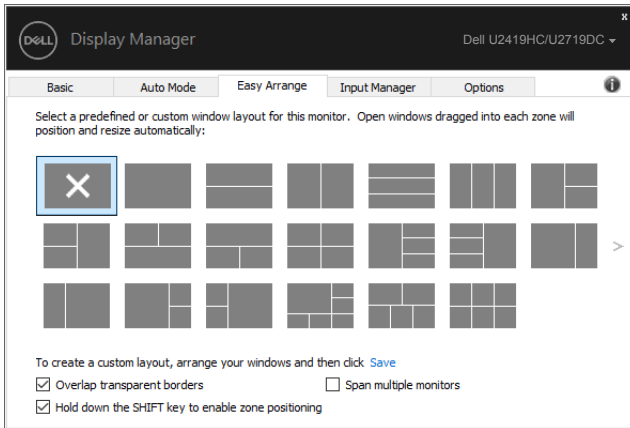 x
DELL
Display Manager
Dell U2419HC/U2719DC
Basic
Auto Mode
Easy Arrange
Input Manager
Options
i
Select a predefined or custom window layout for this monitor. Open windows dragged into each zone will
position and resize automatically:
>
To create a custom layout, arrange your windows and then click Save
Overlap transparent borders
Span multiple monitors
Hold down the SHIFT key to enable zone positioning